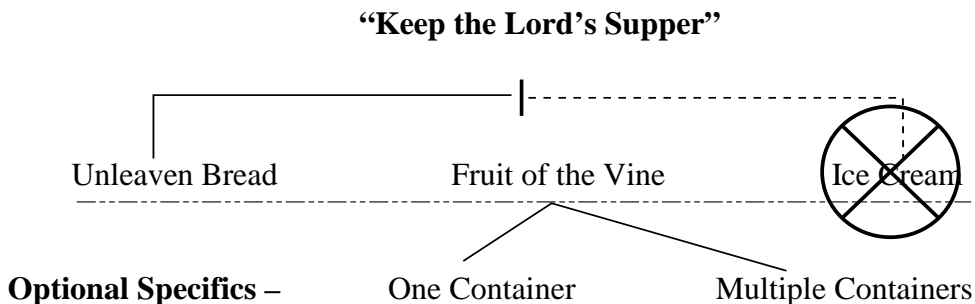 “Keep the Lord’s Supper”
Unleaven Bread Fruit of the Vine Ice Cream
Optional Specifics – One Container Multiple Containers